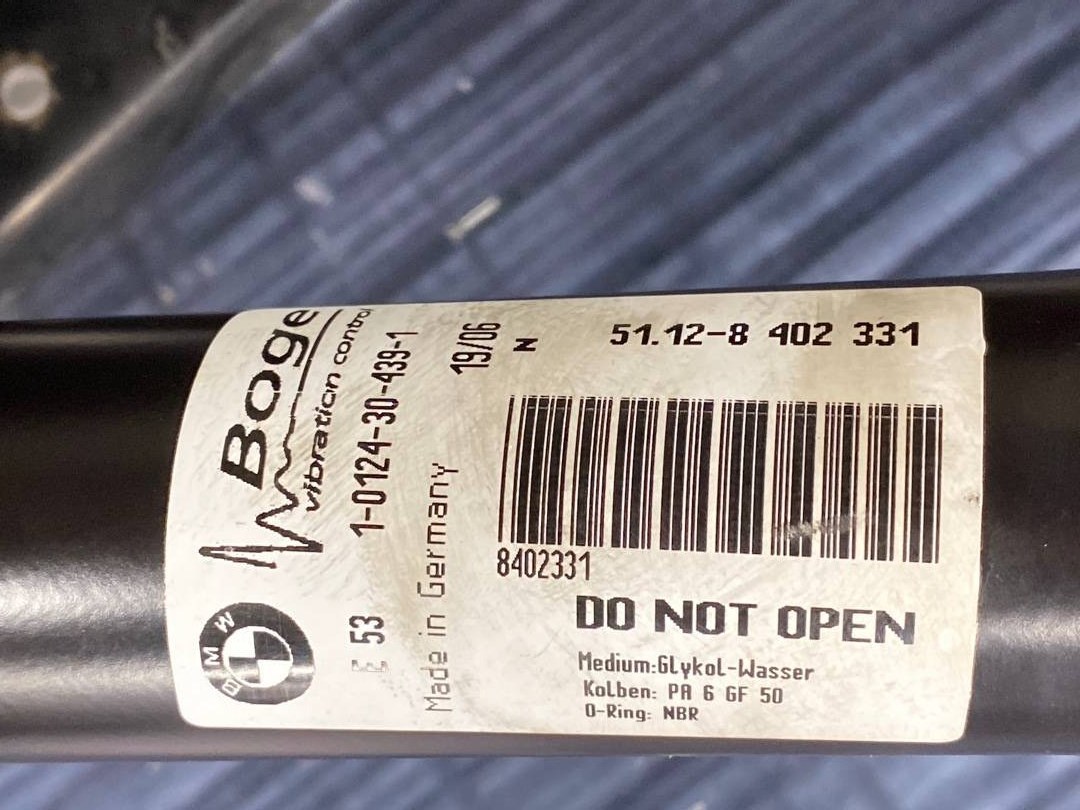 BMW
Boge
vibration control
E 53
1-0124-30-439-1
Made in Germany
19/06
N
51.12-8 402 331
8402331
DO NOT OPEN
Medium:Glykol-Wasser
Kolben: PA 6 GF 50
O-Ring: NBR